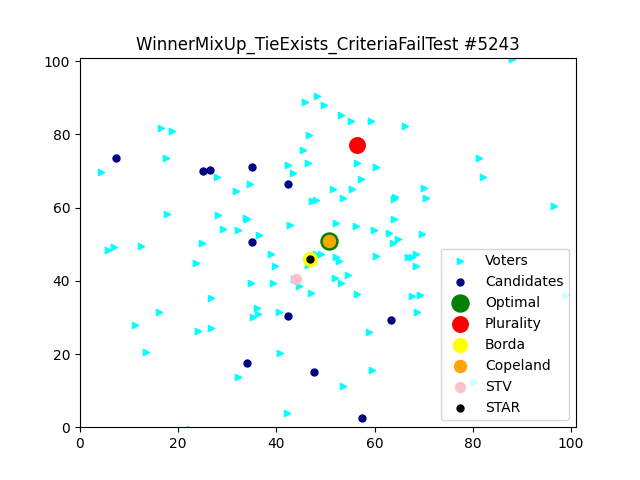 WinnerMixUp_TieExists_CriteriaFailTest #5243
100
80
60
40
20
0
0 20 40 60 80 100
Voters
Candidates
Optimal
Plurality
Borda
Copeland
STV
STAR